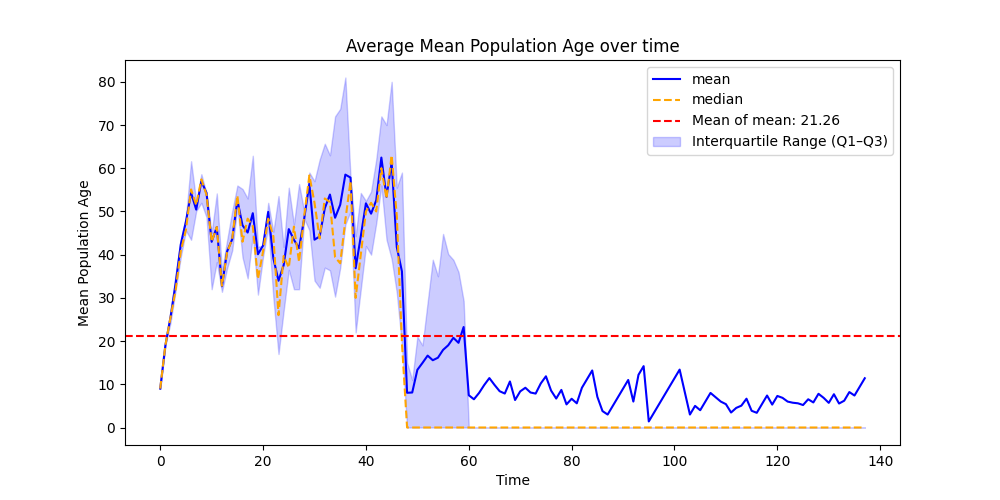 Average Mean Population Age over time
mean
median
Mean of mean: 21.26
Interquartile Range (Q1–Q3)
Mean Population Age
80
70
60
50
40
30
20
10
0
0 20 40 60 80 100 120 140
Time